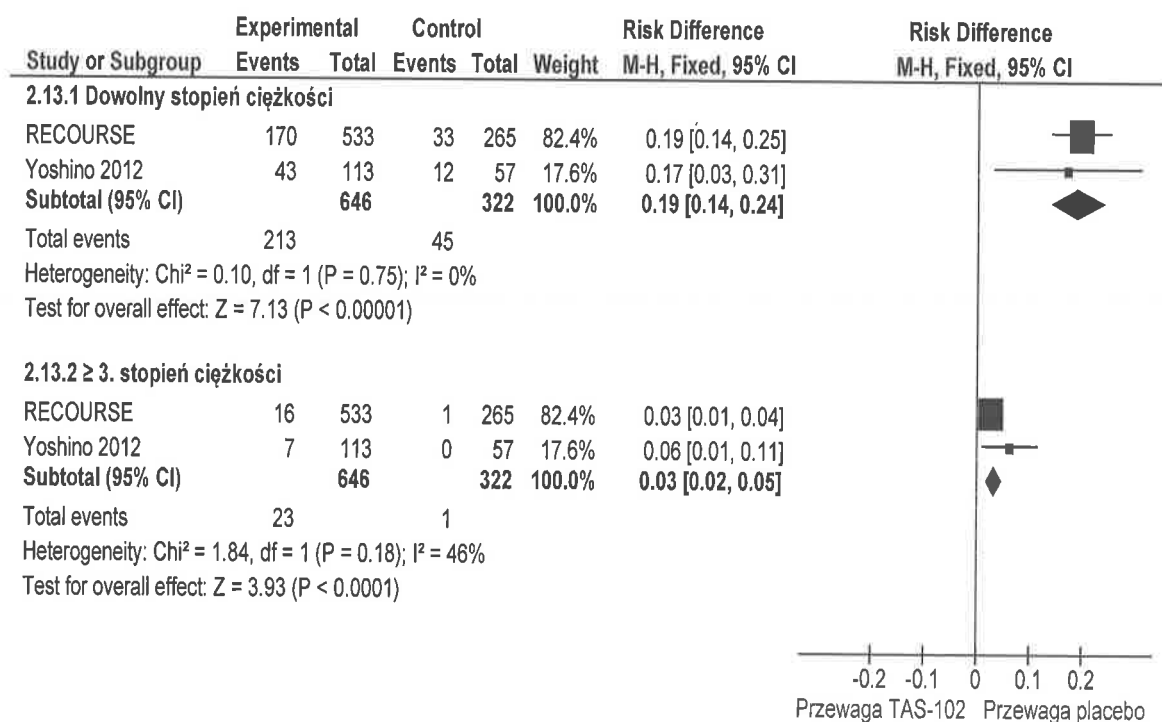 Experimental Control Risk Difference Risk Difference
Study or Subgroup Events Total Events Total Weight M-H, Fixed, 95% CI M-H, Fixed, 95% CI
2.13.1 Dowolny stopień ciężkości
RECOURSE 170 533 33 265 82.4% 0.19 [0.14, 0.25]
Yoshino 2012 43 113 12 57 17.6% 0.17 [0.03, 0.31]
Subtotal (95% CI) 646 322 100.0% 0.19 [0.14, 0.24]
Total events 213 45
Heterogeneity: Chi² = 0.10, df = 1 (P = 0.75); I² = 0%
Test for overall effect: Z = 7.13 (P < 0.00001)
2.13.2 ≥ 3. stopień ciężkości
RECOURSE 16 533 1 265 82.4% 0.03 [0.01, 0.04]
Yoshino 2012 7 113 0 57 17.6% 0.06 [0.01, 0.11]
Subtotal (95% CI) 646 322 100.0% 0.03 [0.02, 0.05]
Total events 23 1
Heterogeneity: Chi² = 1.84, df = 1 (P = 0.18); I² = 46%
Test for overall effect: Z = 3.93 (P < 0.0001)
-0.2 -0.1 0 0.1 0.2
Przewaga TAS-102 Przewaga placebo